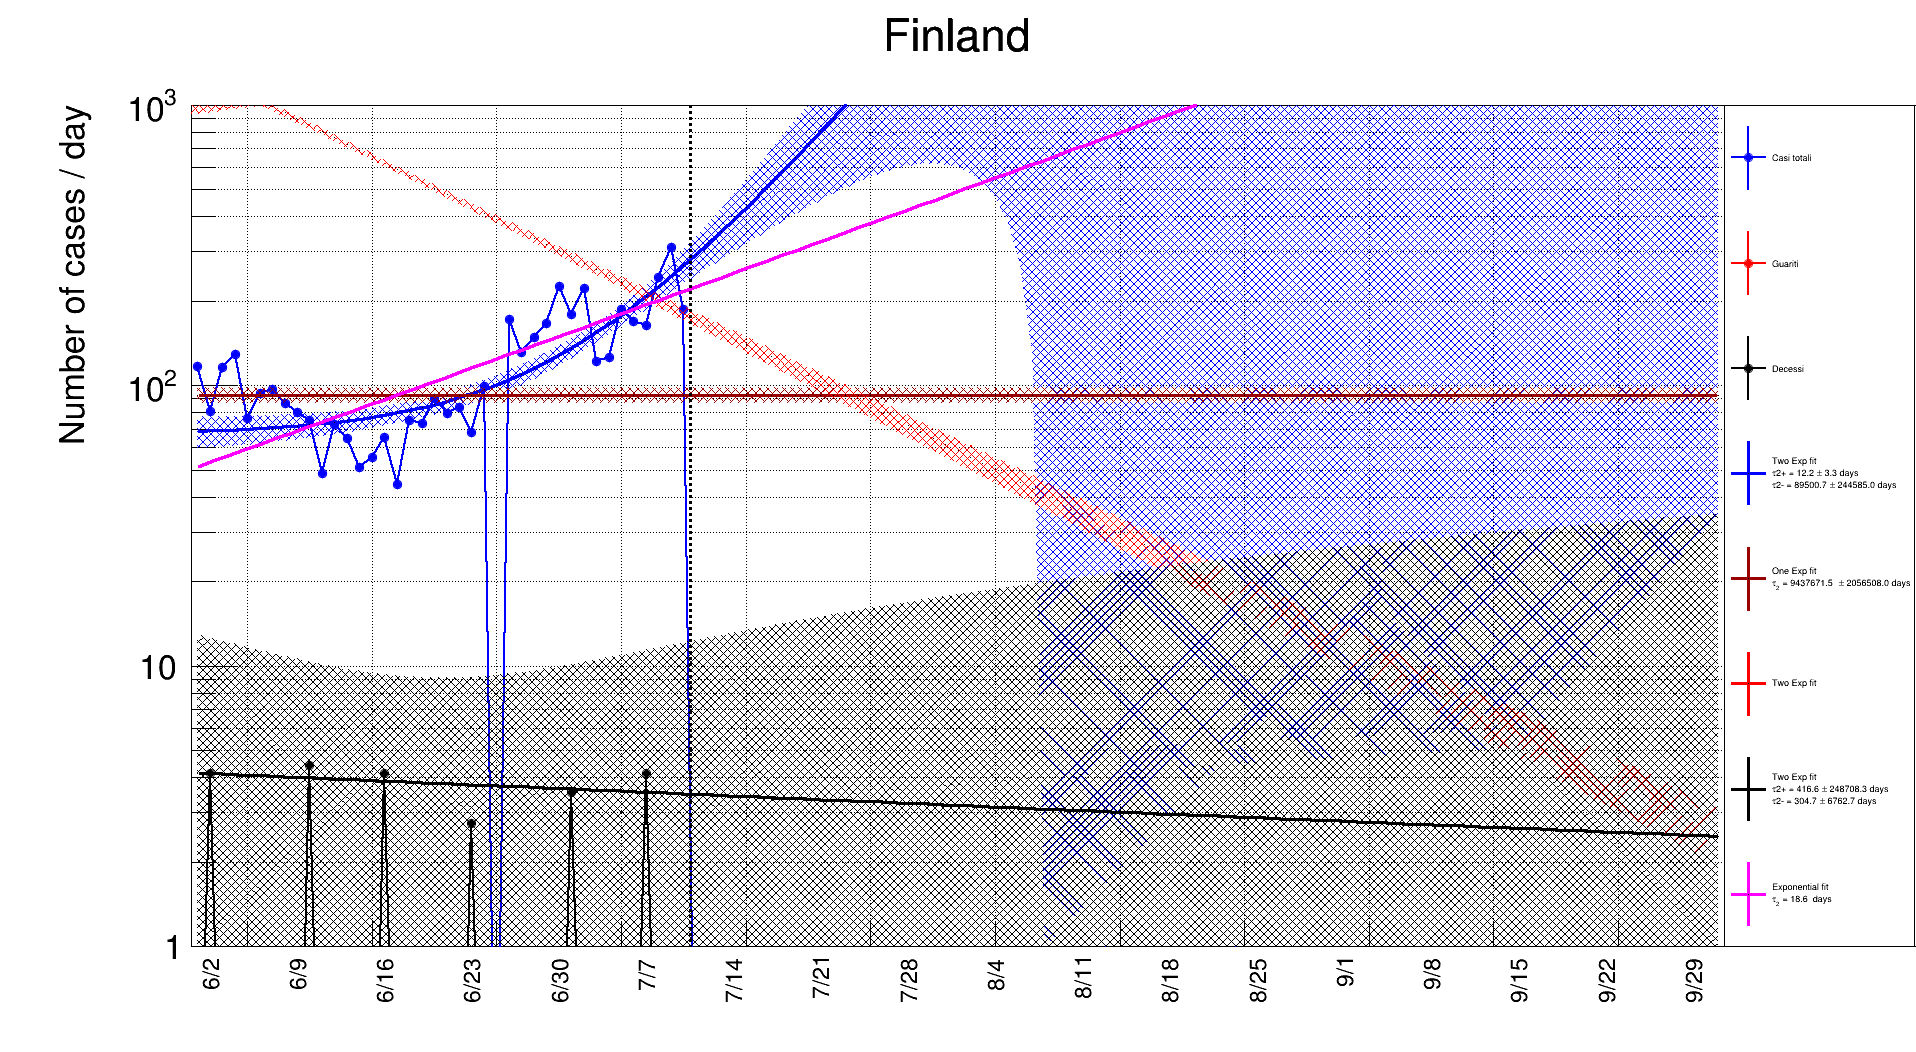 Finland
Number of cases / day
10³
10²
10
1
6/2
6/9
6/16
6/23
6/30
7/7
7/14
7/21
7/28
8/4
8/11
8/18
8/25
9/1
9/8
9/15
9/22
9/29
Casi totali
Guariti
Decessi
Two Exp fit
τ2+ = 12.2 ± 3.3 days
τ2- = 89500.7 ± 244585.0 days
One Exp fit
τ₂ = 9437671.5 ± 2056508.0 days
Two Exp fit
Two Exp fit
τ2+ = 416.6 ± 248708.3 days
τ2- = 304.7 ± 6762.7 days
Exponential fit
τ₂ = 18.6 days